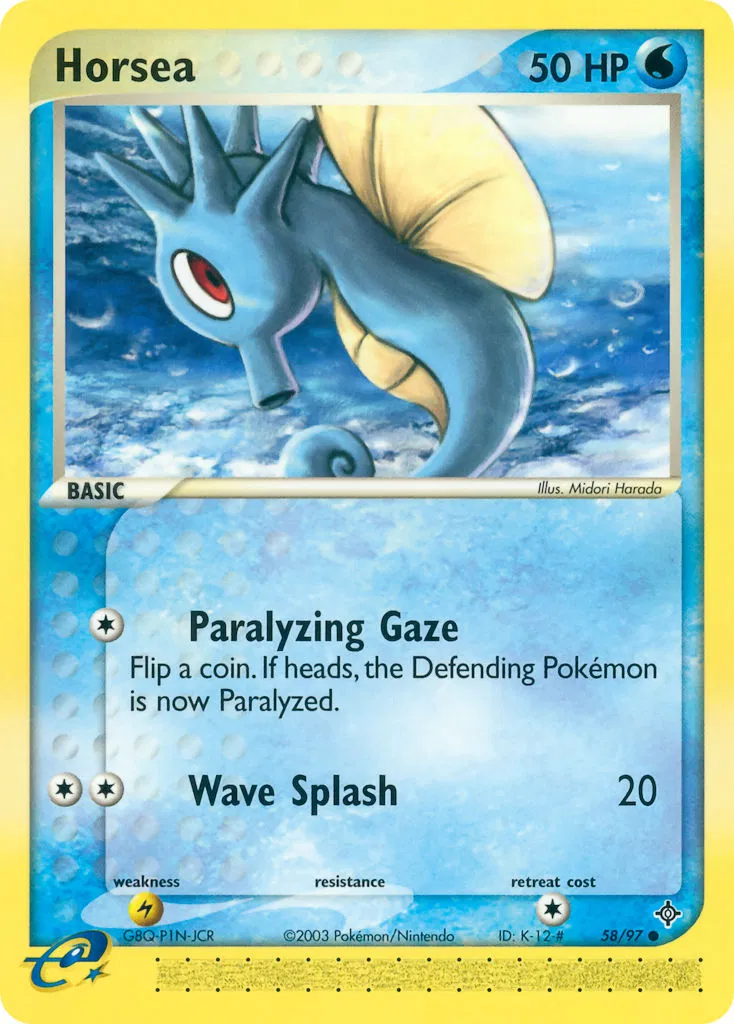 Horsea
50 HP
BASIC
Illus. Midori Harada
Paralyzing Gaze
Flip a coin. If heads, the Defending Pokémon
is now Paralyzed.
Wave Splash 20
weakness resistance retreat cost
G8Q-P1N-JCR ©2003 Pokémon/Nintendo ID: K-12-# 58/97
e